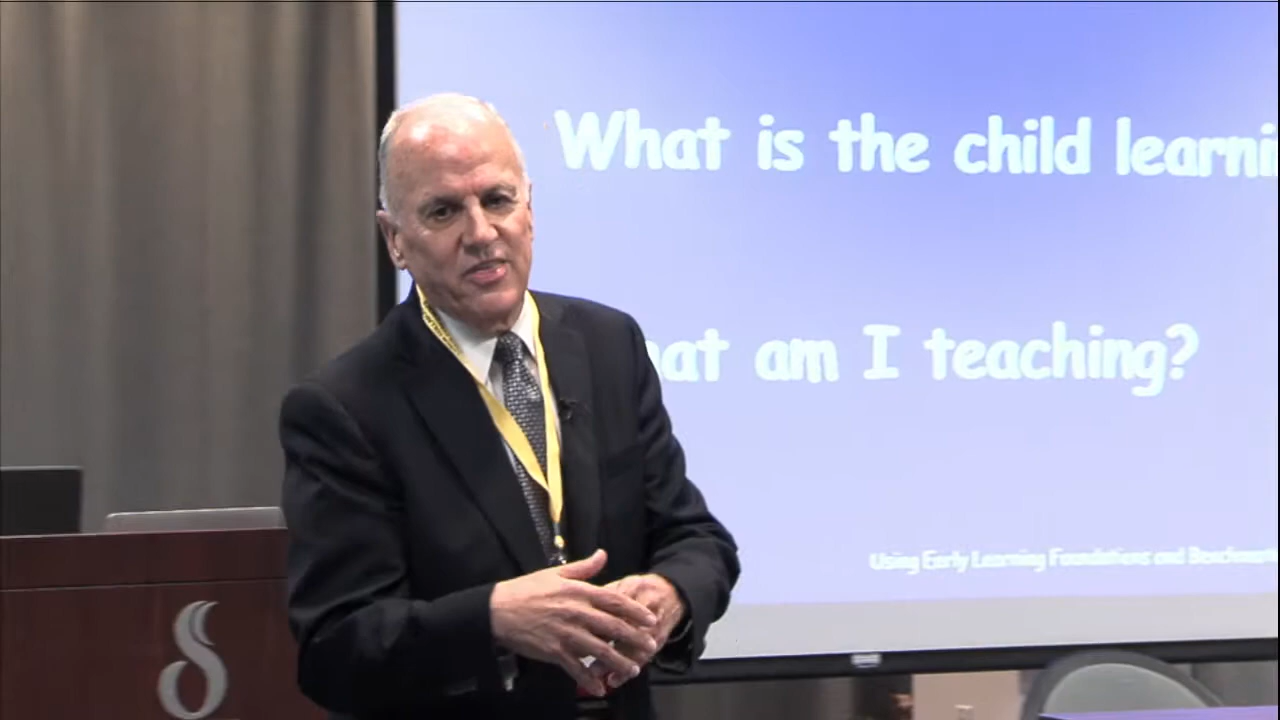 What is the child learni
hat am I teaching?
Using Early Learning Foundations and Benchmar